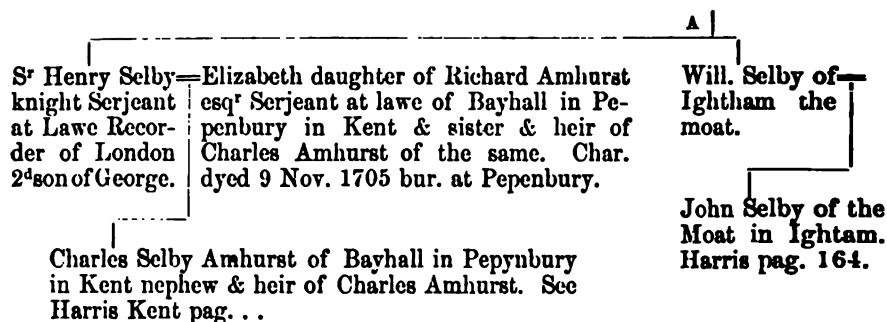 A
Sʳ Henry Selby=Elizabeth daughter of Richard Amhurst
knight Serjeant esqʳ Serjeant at lawe of Bayhall in Pe-
at Lawe Recor- penbury in Kent & sister & heir of
der of London Charles Amhurst of the same. Char.
2ᵈ son of George. dyed 9 Nov. 1705 bur. at Pepenbury.
Will. Selby of=
Ightham the
moat.
Charles Selby Amhurst of Bayhall in Pepynbury
in Kent nephew & heir of Charles Amhurst. See
Harris Kent pag. . .
John Selby of the
Moat in Ightam.
Harris pag. 164.